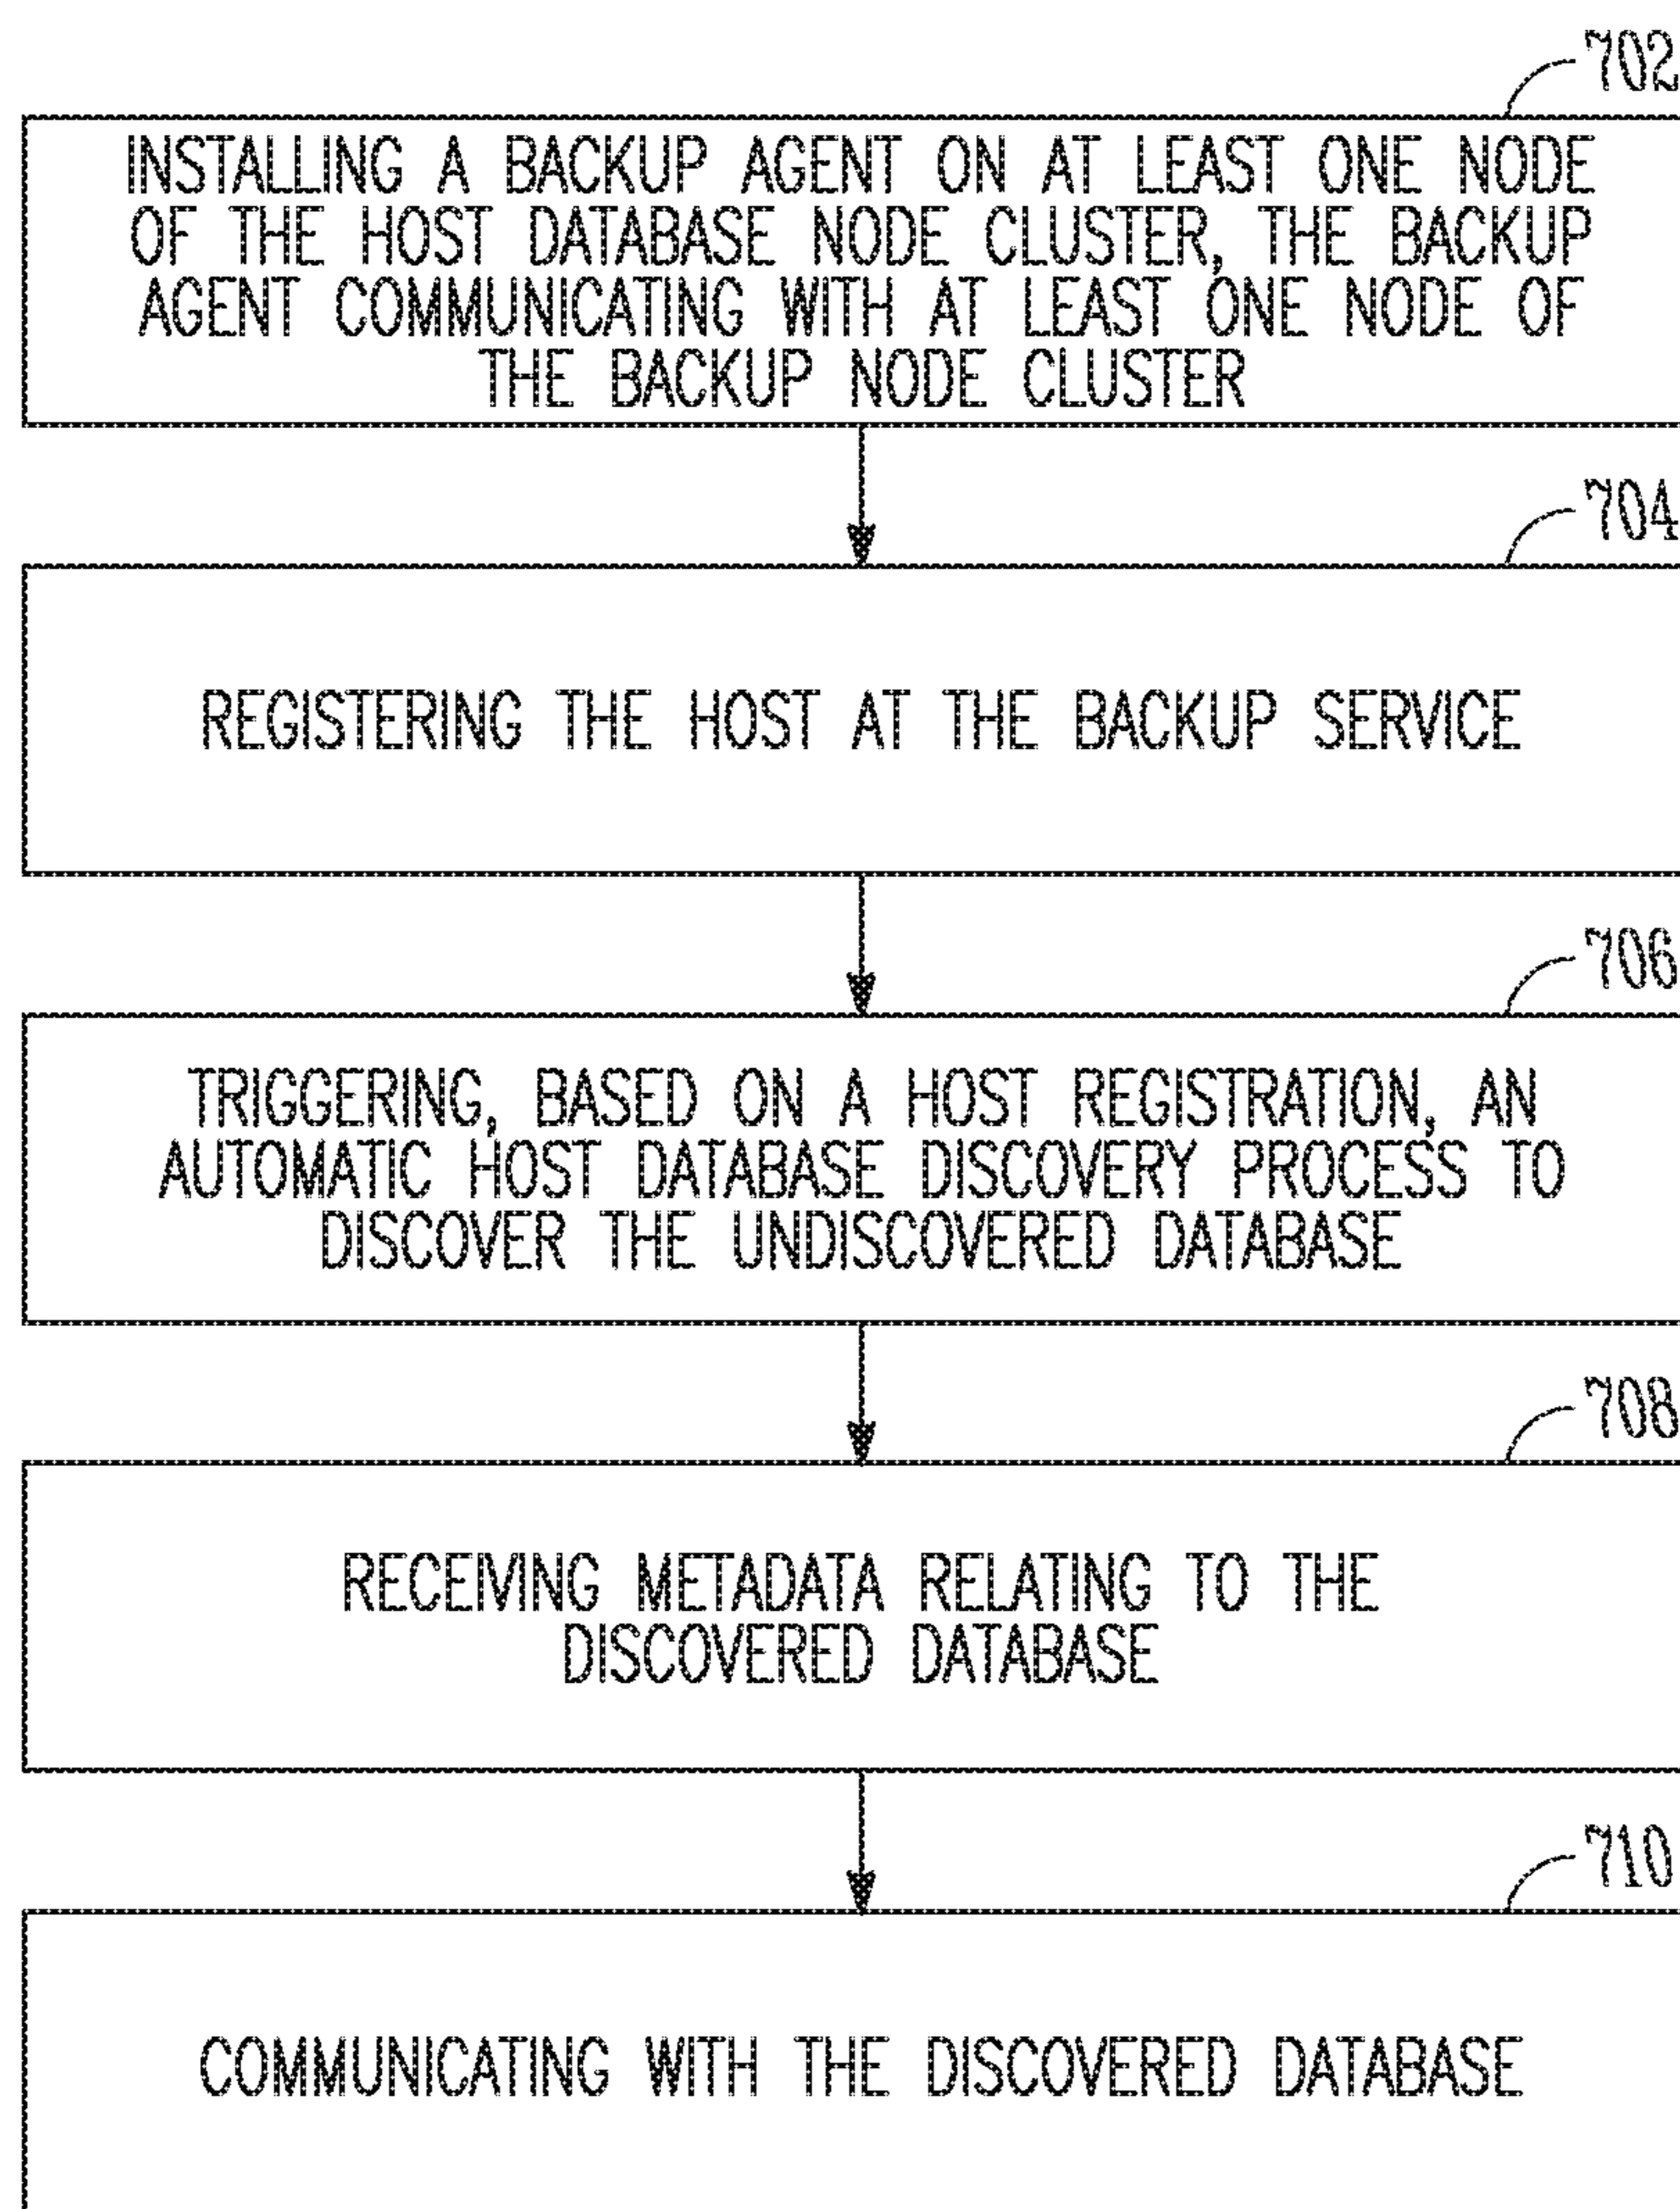 702
INSTALLING A BACKUP AGENT ON AT LEAST ONE NODE
OF THE HOST DATABASE NODE CLUSTER, THE BACKUP
AGENT COMMUNICATING WITH AT LEAST ONE NODE OF
THE BACKUP NODE CLUSTER
704
REGISTERING THE HOST AT THE BACKUP SERVICE
706
TRIGGERING, BASED ON A HOST REGISTRATION, AN
AUTOMATIC HOST DATABASE DISCOVERY PROCESS TO
DISCOVER THE UNDISCOVERED DATABASE
708
RECEIVING METADATA RELATING TO THE
DISCOVERED DATABASE
710
COMMUNICATING WITH THE DISCOVERED DATABASE